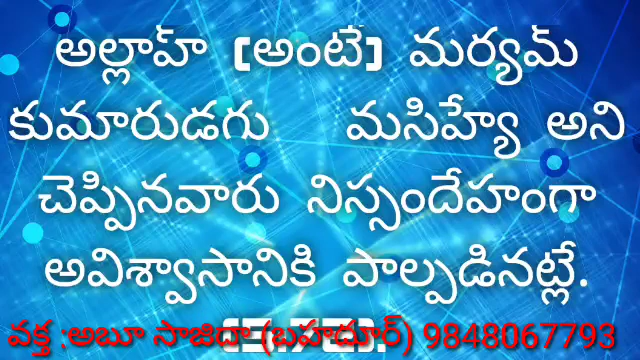 అల్లాహ్ (అంటే) మర్యమ్
కుమారుడగు మసిహ్యే అని
చెప్పినవారు నిస్సందేహంగా
అవిశ్వాసానికి పాల్పడినట్లే.
వక్త :అబూ సాజిదా (బహదూర్) 9848067793